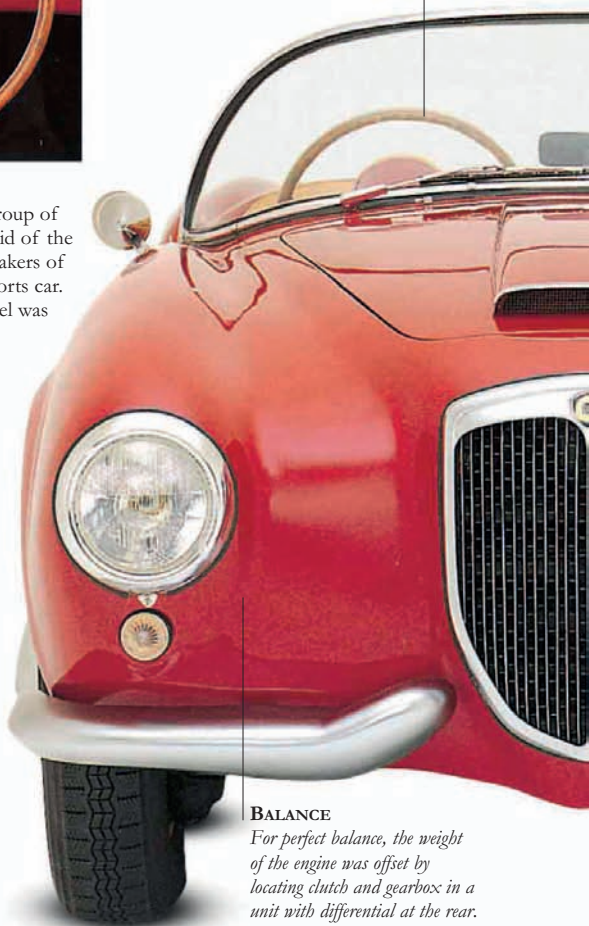 roup of
id of the
akers of
orts car.
el was
BALANCE
For perfect balance, the weight
of the engine was offset by
locating clutch and gearbox in a
unit with differential at the rear.